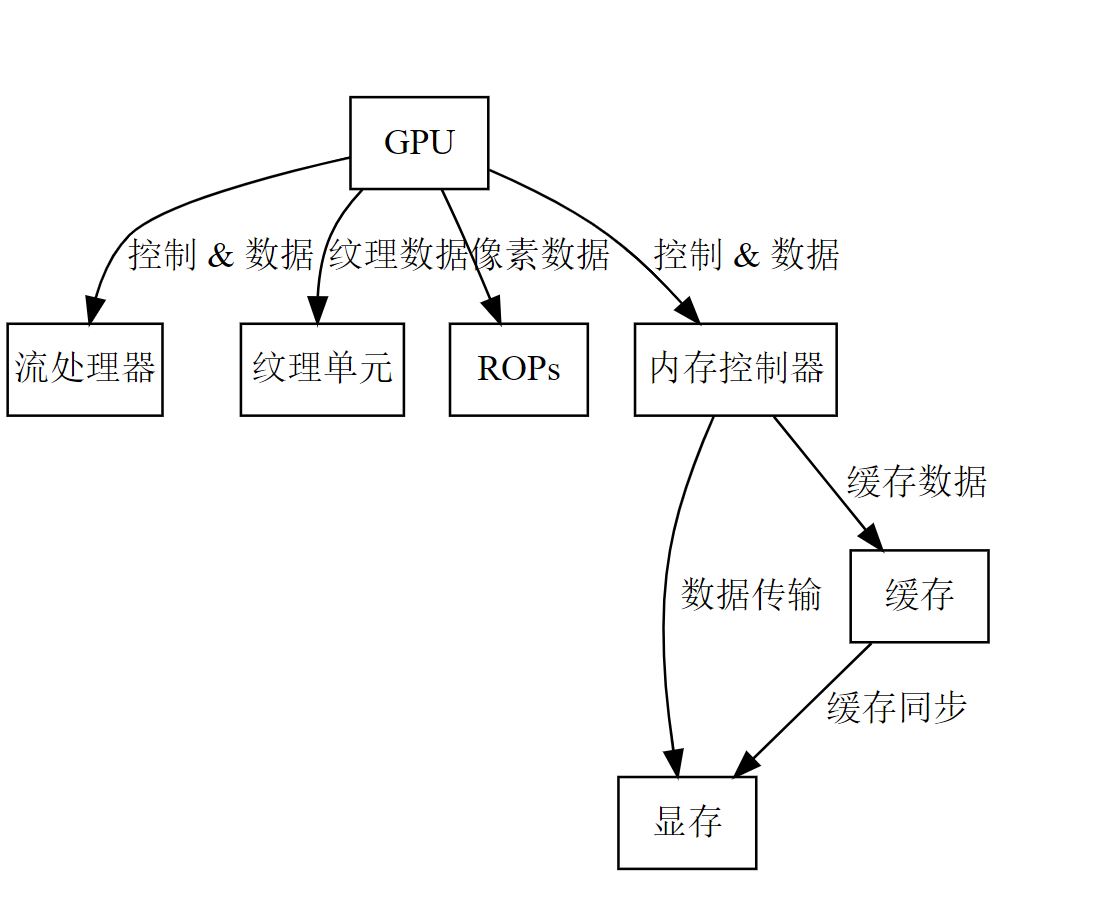 GPU
控制 & 数据
纹理数据
像素数据
控制 & 数据
流处理器
纹理单元
ROPs
内存控制器
缓存数据
数据传输
缓存
缓存同步
显存